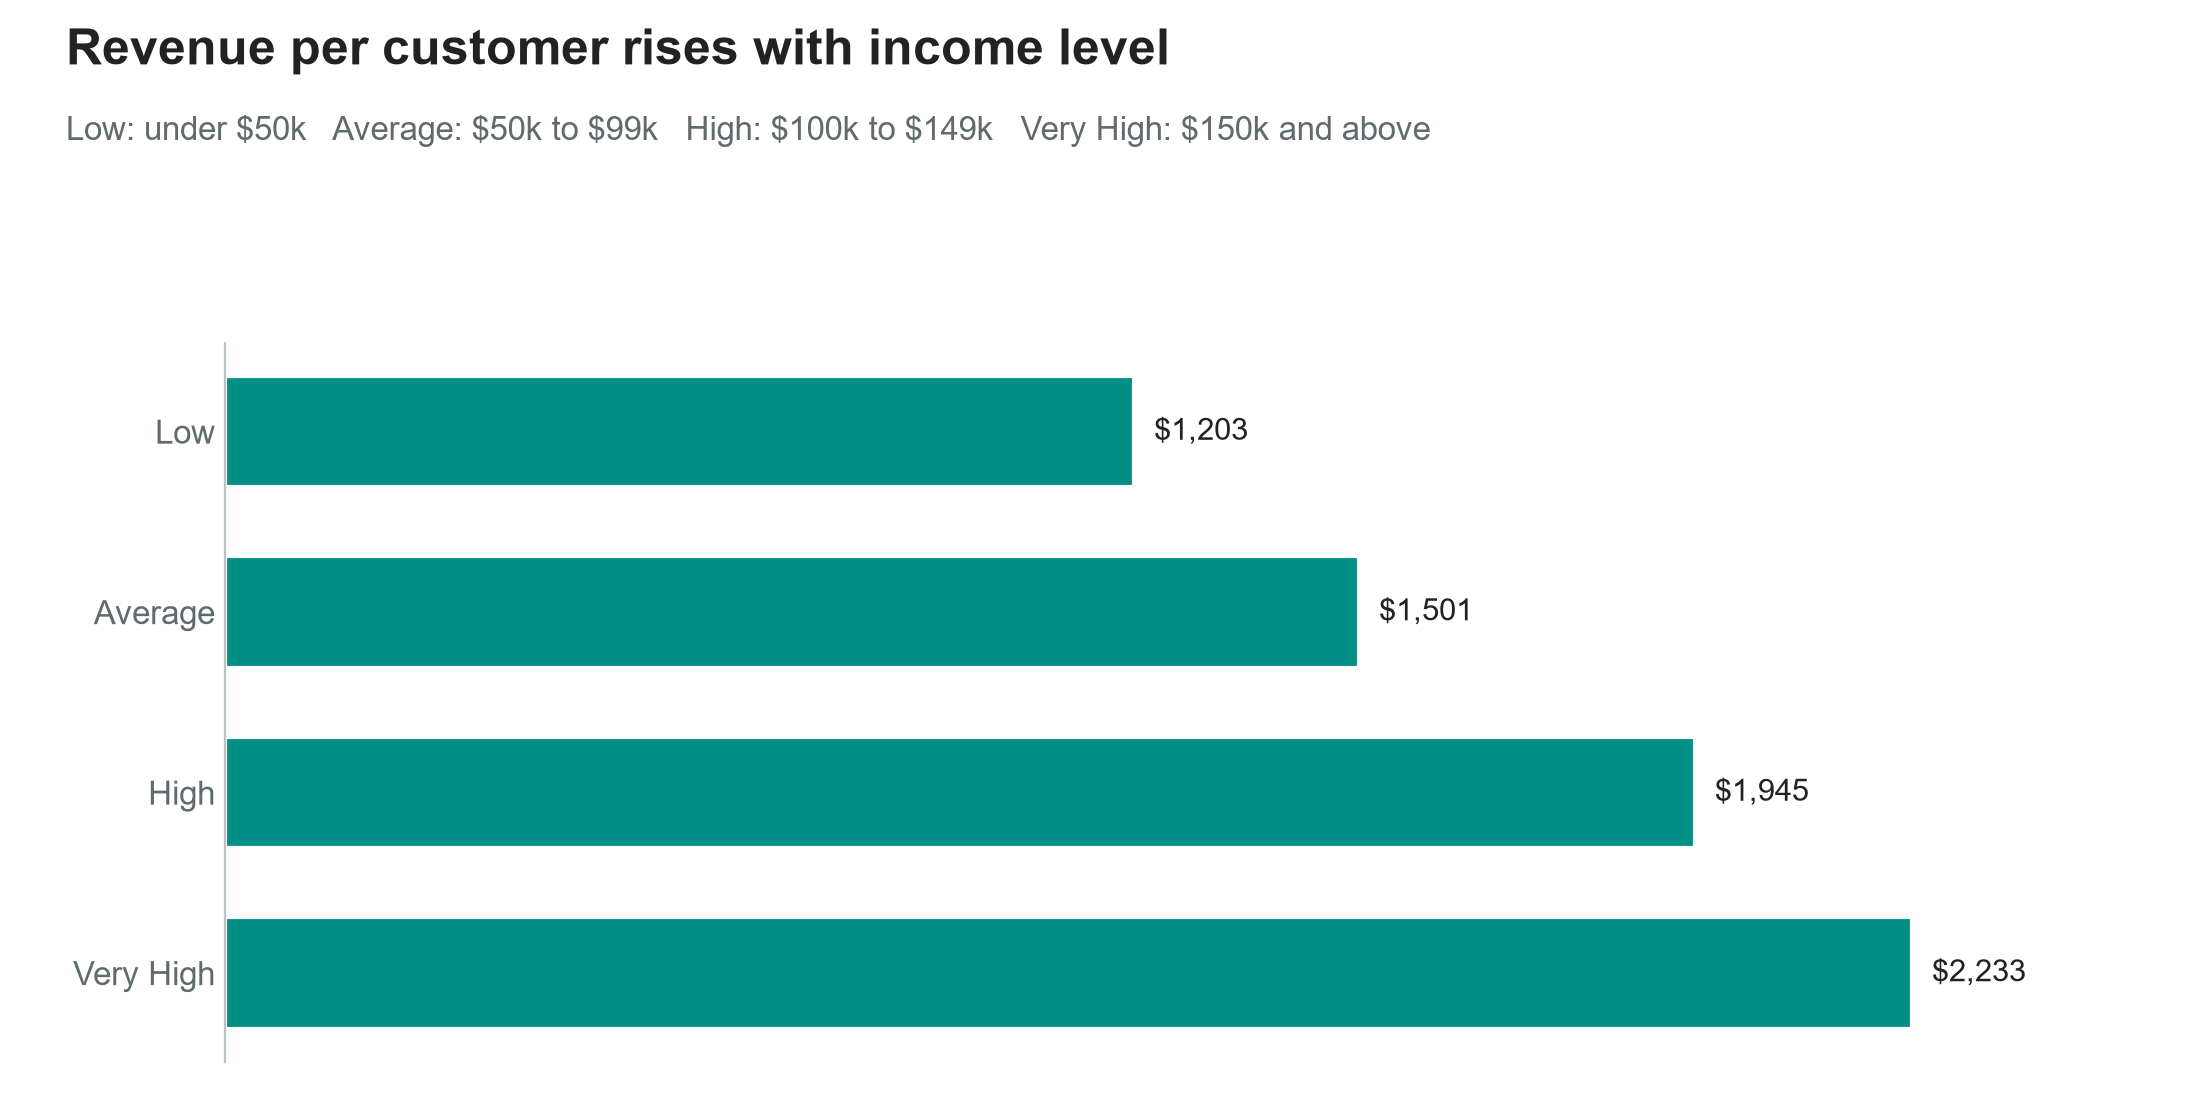 Revenue per customer rises with income level
Low: under $50k   Average: $50k to $99k   High: $100k to $149k   Very High: $150k and above
Low $1,203
Average $1,501
High $1,945
Very High $2,233